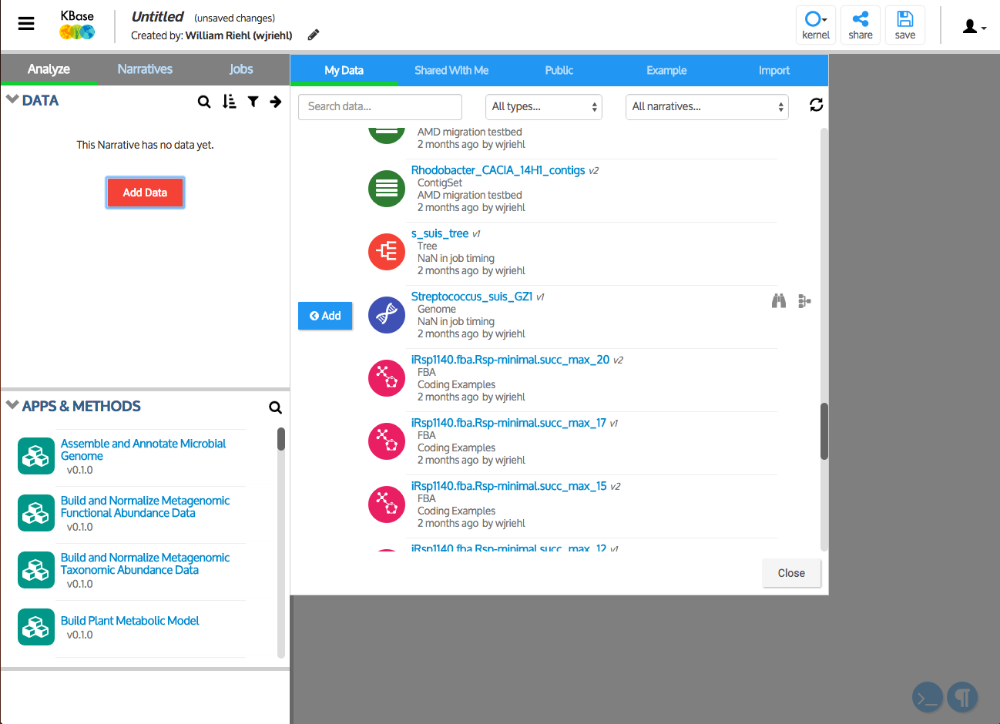 KBase
Untitled (unsaved changes)
Created by: William Riehl (wjriehl)
kernel
share
save
Analyze
Narratives
Jobs
My Data
Shared With Me
Public
Example
Import
DATA
Search data...
All types...
All narratives...
This Narrative has no data yet.
Add Data
AMD migration testbed
2 months ago by wjriehl
Rhodobacter_CACIA_14H1_contigs v2
ContigSet
AMD migration testbed
2 months ago by wjriehl
s_suis_tree v1
Tree
NaN in job timing
2 months ago by wjriehl
Add
Streptococcus_suis_GZ1 v1
Genome
NaN in job timing
2 months ago by wjriehl
iRsp1140.fba.Rsp-minimal.succ_max_20 v2
FBA
Coding Examples
2 months ago by wjriehl
iRsp1140.fba.Rsp-minimal.succ_max_17 v1
FBA
Coding Examples
2 months ago by wjriehl
iRsp1140.fba.Rsp-minimal.succ_max_15 v2
FBA
Coding Examples
2 months ago by wjriehl
iRsp1140.fba.Rsp-minimal.succ_max_12 v1
Close
APPS & METHODS
Assemble and Annotate Microbial
Genome
v0.1.0
Build and Normalize Metagenomic
Functional Abundance Data
v0.1.0
Build and Normalize Metagenomic
Taxonomic Abundance Data
v0.1.0
Build Plant Metabolic Model
v0.1.0